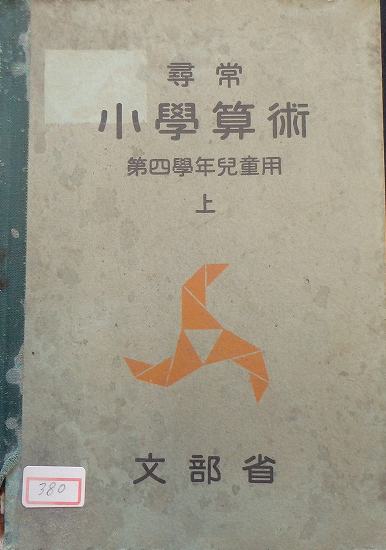 尋常
小學算術
第四學年兒童用
上
文部省
380